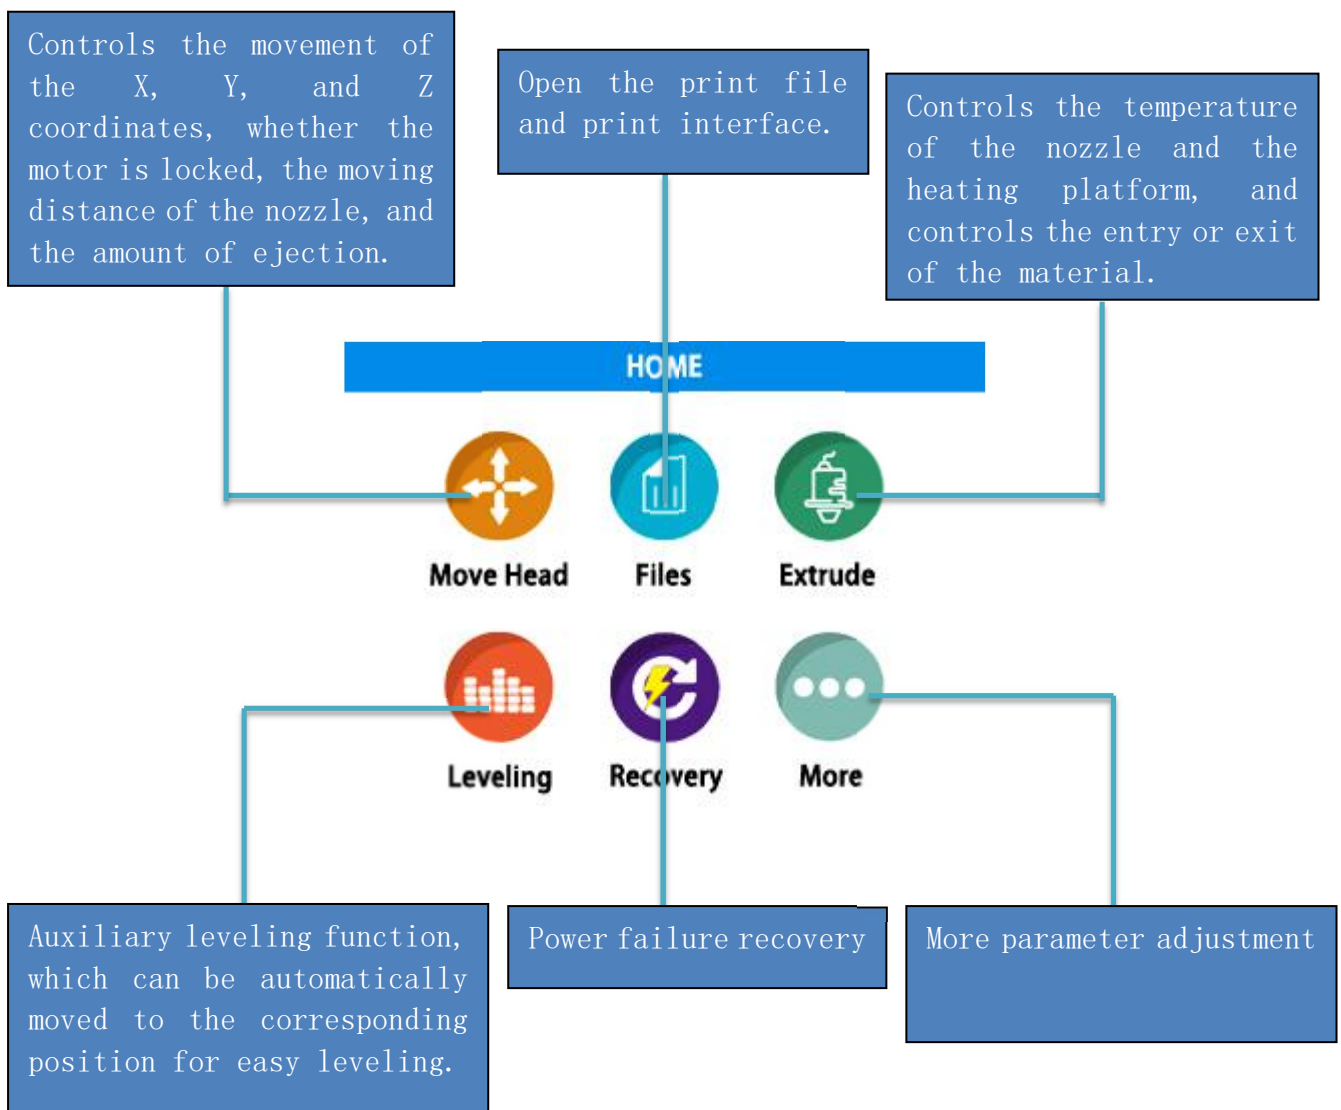 Controls the movement of
the X, Y, and Z
coordinates, whether the
motor is locked, the moving
distance of the nozzle, and
the amount of ejection.
Open the print file
and print interface.
Controls the temperature
of the nozzle and the
heating platform, and
controls the entry or exit
of the material.
HOME
Move Head
Files
Extrude
Leveling
Recovery
More
Auxiliary leveling function,
which can be automatically
moved to the corresponding
position for easy leveling.
Power failure recovery
More parameter adjustment